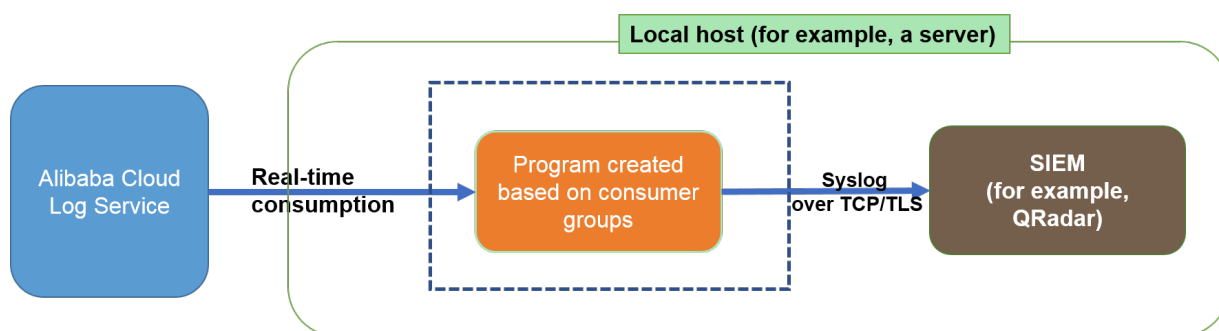 Local host (for example, a server)
Alibaba Cloud
Log Service
Real-time
consumption
Program created
based on consumer
groups
Syslog
over TCP/TLS
SIEM
(for example,
QRadar)